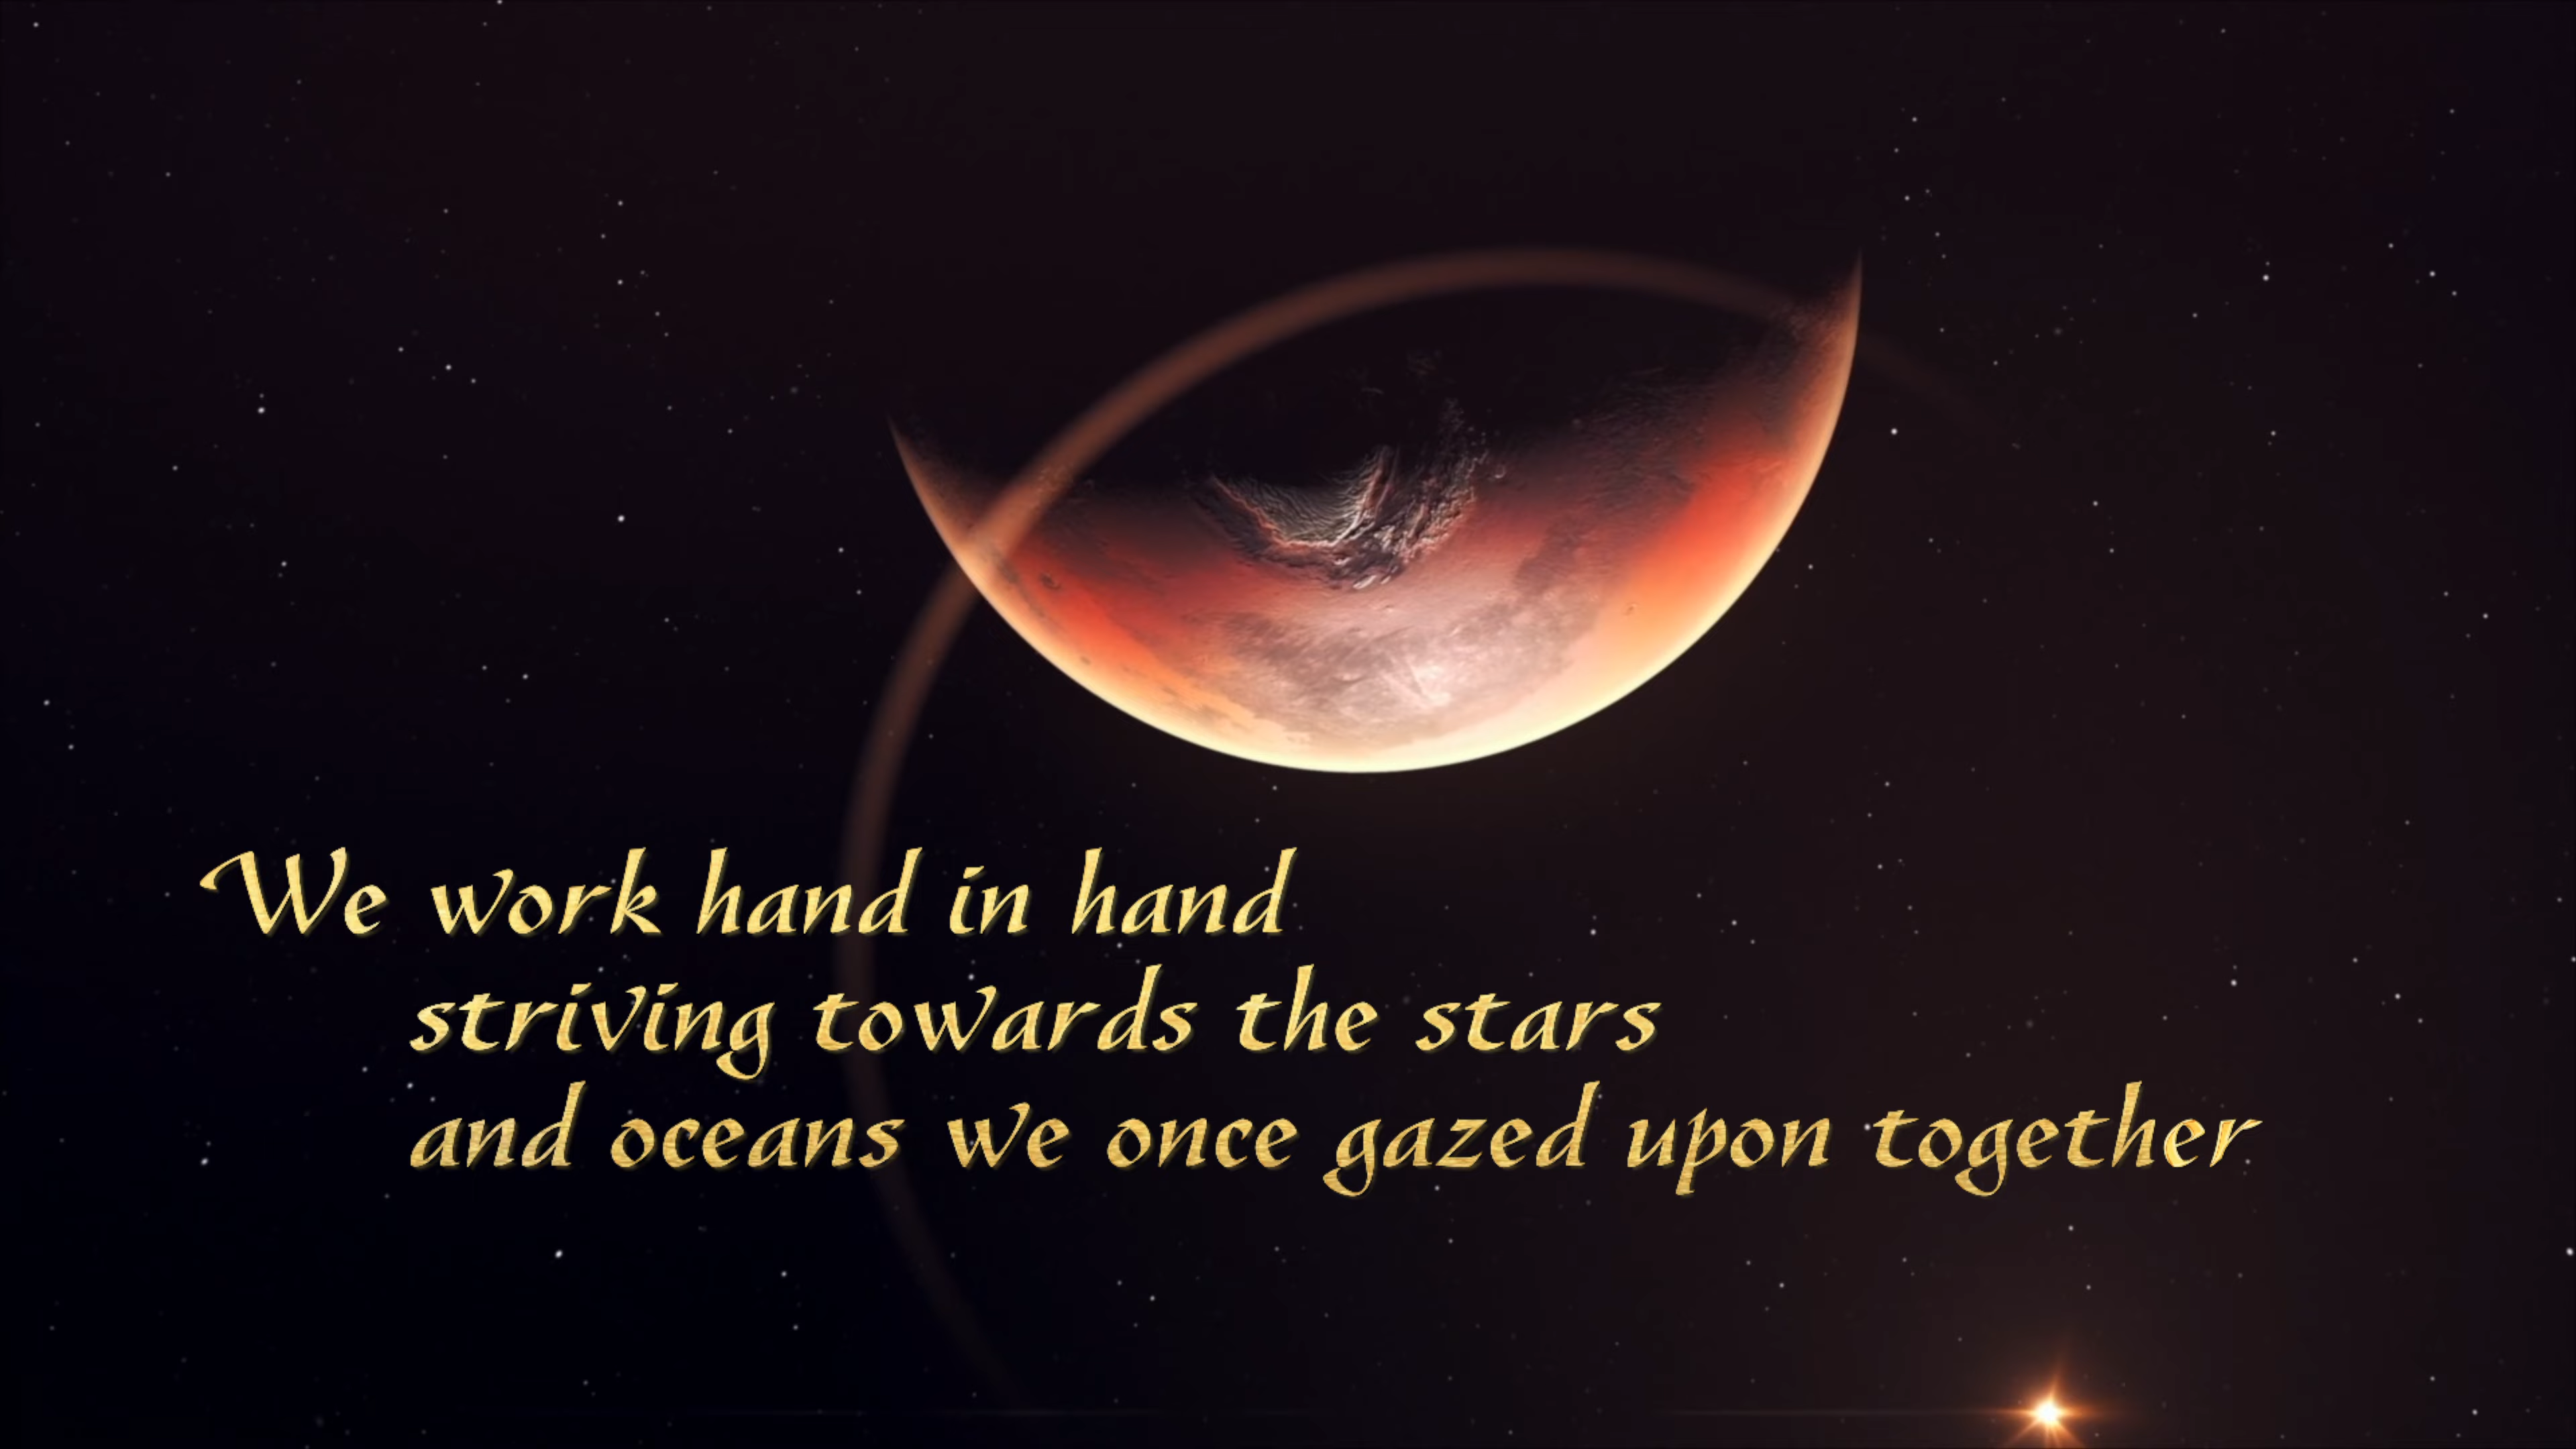 We work hand in hand
striving towards the stars
and oceans we once gazed upon together